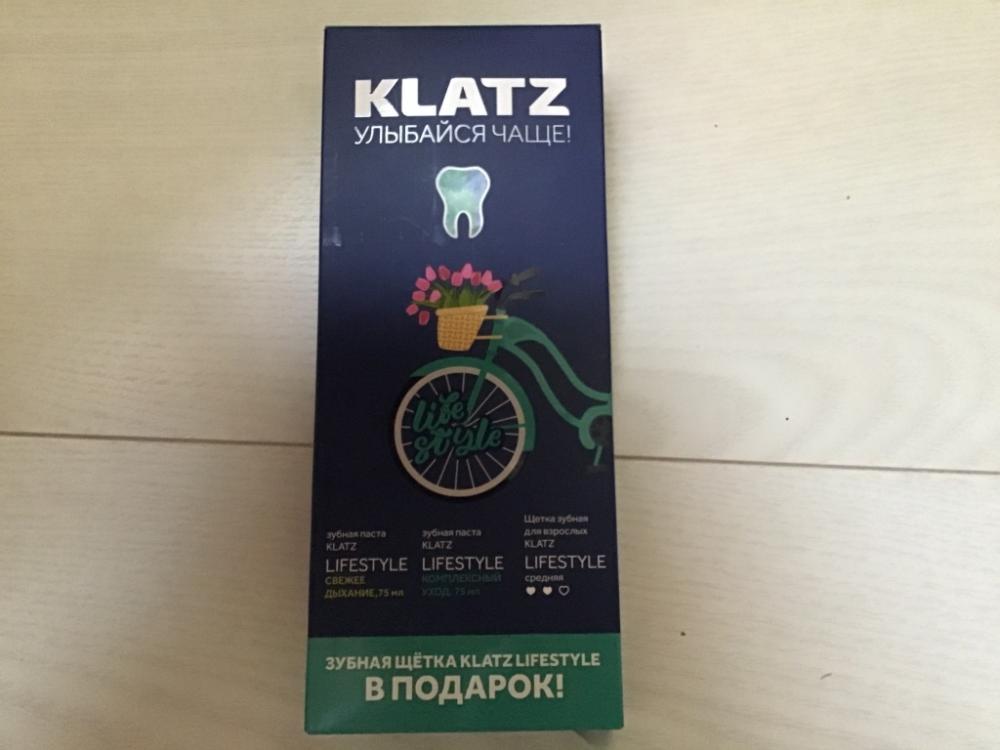 KLATZ
УЛЫБАЙСЯ ЧАЩЕ!
life
style
зубная паста
KLATZ
LIFESTYLE
СВЕЖЕЕ
ДЫХАНИЕ, 75 мл
зубная паста
KLATZ
LIFESTYLE
КОМПЛЕКСНЫЙ
УХОД, 75 мл
Щетка зубная
для взрослых
KLATZ
LIFESTYLE
средняя
ЗУБНАЯ ЩЁТКА KLATZ LIFESTYLE
В ПОДАРОК!